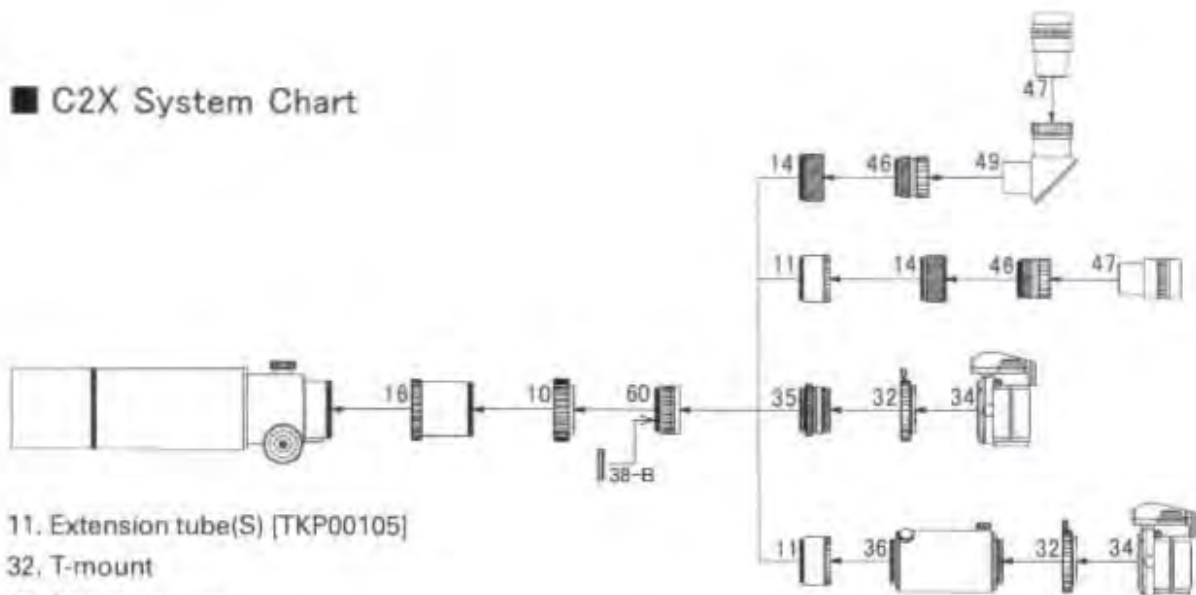 ■ C2X System Chart
47
14 46 49
11 14 46 47
16 10 60 35 32 34
38-B
11. Extension tube(S) [TKP00105]
32. T-mount
11 36 32 34